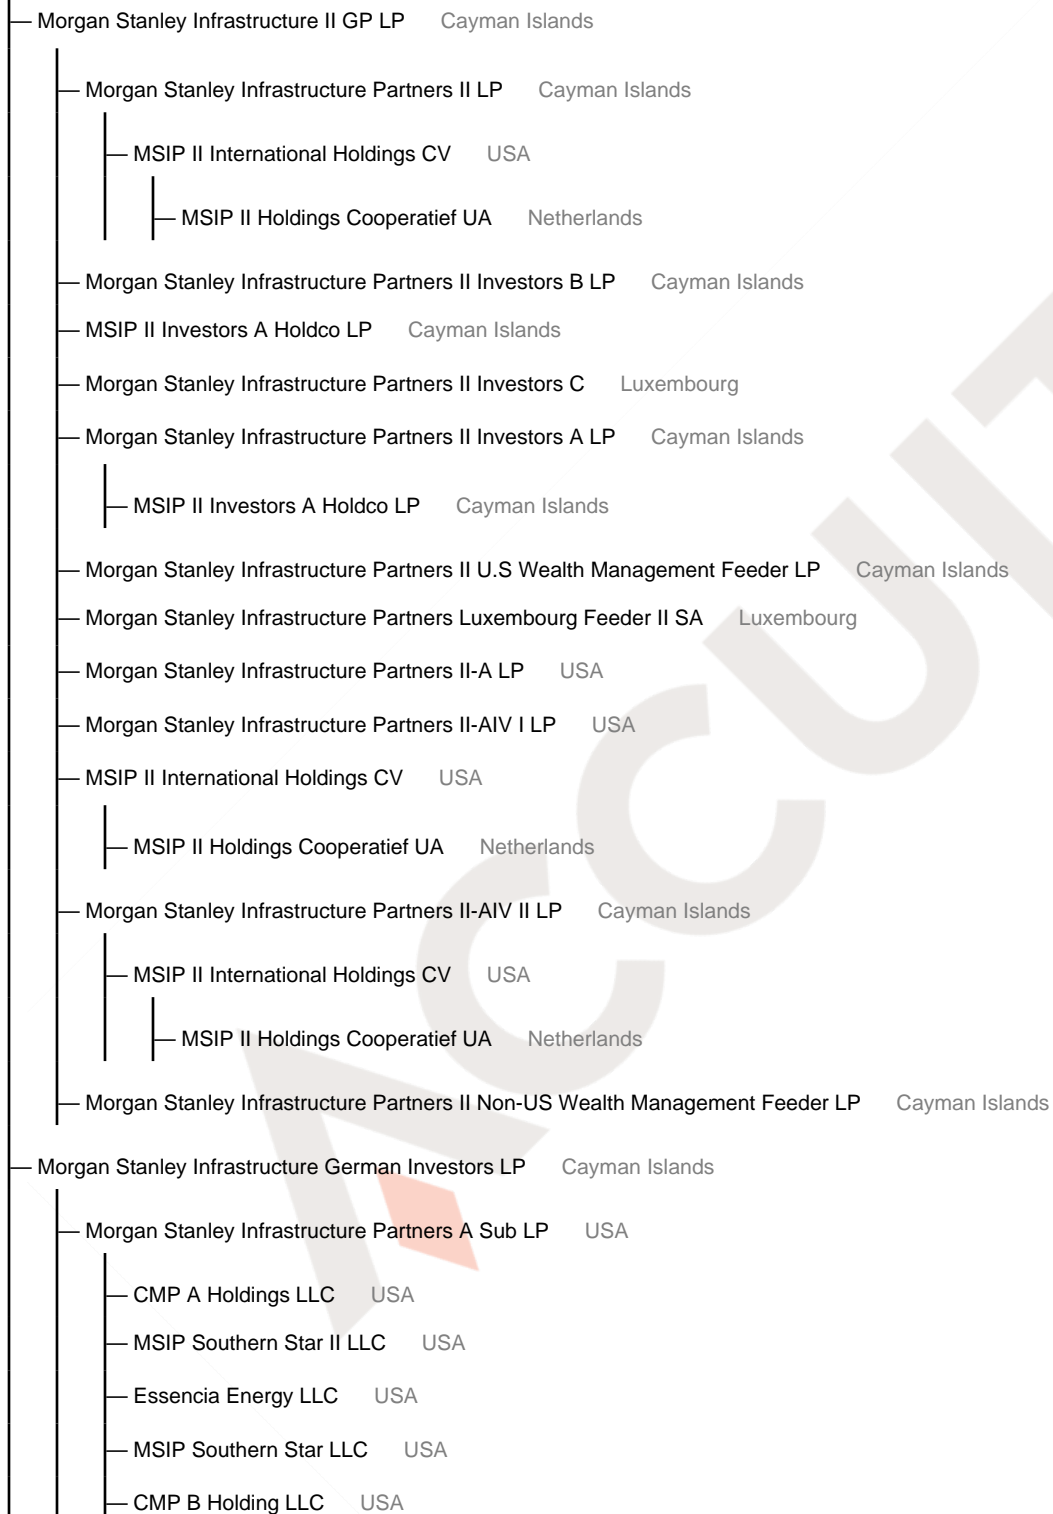 Morgan Stanley Infrastructure II GP LP Cayman Islands
Morgan Stanley Infrastructure Partners II LP Cayman Islands
MSIP II International Holdings CV USA
MSIP II Holdings Cooperatief UA Netherlands
Morgan Stanley Infrastructure Partners II Investors B LP Cayman Islands
MSIP II Investors A Holdco LP Cayman Islands
Morgan Stanley Infrastructure Partners II Investors C Luxembourg
Morgan Stanley Infrastructure Partners II Investors A LP Cayman Islands
MSIP II Investors A Holdco LP Cayman Islands
Morgan Stanley Infrastructure Partners II U.S Wealth Management Feeder LP Cayman Islands
Morgan Stanley Infrastructure Partners Luxembourg Feeder II SA Luxembourg
Morgan Stanley Infrastructure Partners II-A LP USA
Morgan Stanley Infrastructure Partners II-AIV I LP USA
MSIP II International Holdings CV USA
MSIP II Holdings Cooperatief UA Netherlands
Morgan Stanley Infrastructure Partners II-AIV II LP Cayman Islands
MSIP II International Holdings CV USA
MSIP II Holdings Cooperatief UA Netherlands
Morgan Stanley Infrastructure Partners II Non-US Wealth Management Feeder LP Cayman Islands
Morgan Stanley Infrastructure German Investors LP Cayman Islands
Morgan Stanley Infrastructure Partners A Sub LP USA
CMP A Holdings LLC USA
MSIP Southern Star II LLC USA
Essencia Energy LLC USA
MSIP Southern Star LLC USA
CMP B Holding LLC USA